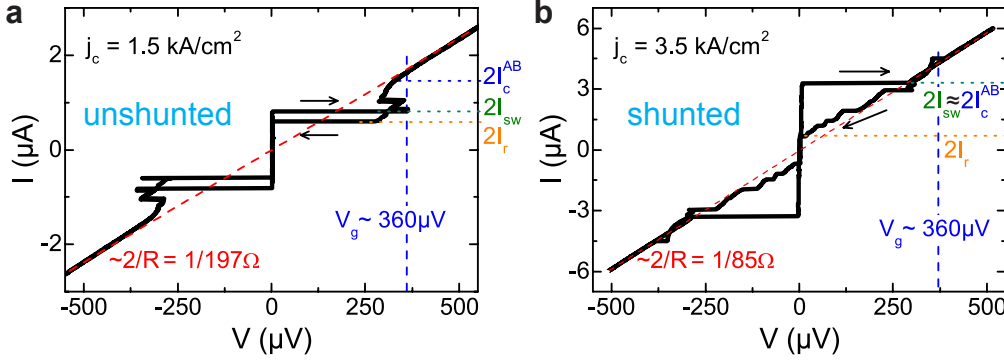 a
j_c = 1.5 kA/cm²
unshunted
2I_c^AB
2I_sw
2I_r
V_g ~ 360µV
~2/R = 1/197Ω
I (µA)
2
0
-2
-500 -250 0 250 500
V (µV)
b
j_c = 3.5 kA/cm²
shunted
2I_sw≈2I_c^AB
2I_r
V_g ~ 360µV
~2/R = 1/85Ω
I (µA)
6
3
0
-3
-6
-500 -250 0 250 500
V (µV)